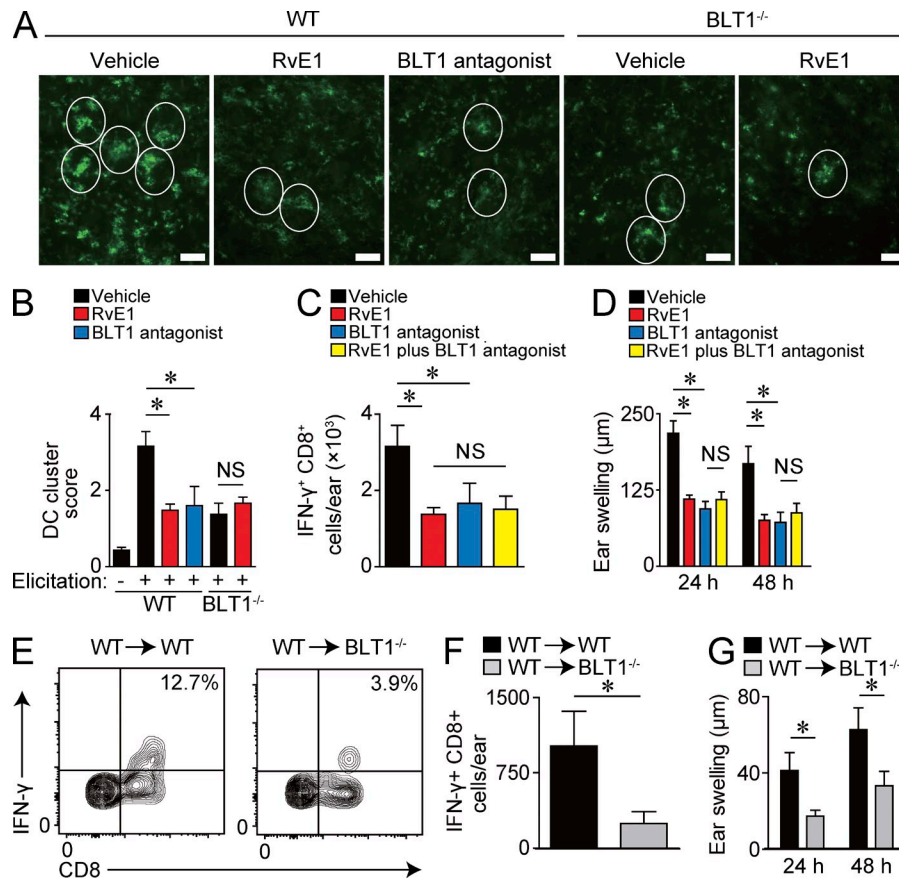 A
WT
BLT1-/-
Vehicle
RvE1
BLT1 antagonist
Vehicle
RvE1
B
Vehicle
RvE1
BLT1 antagonist
DC cluster
score
4
2
0
*
*
NS
Elicitation: - + + + + +
WT
BLT1-/-
C
Vehicle
RvE1
BLT1 antagonist
RvE1 plus BLT1 antagonist
IFN-γ+ CD8+
cells/ear (×10³)
4
2
0
*
*
NS
D
Vehicle
RvE1
BLT1 antagonist
RvE1 plus BLT1 antagonist
Ear swelling (µm)
250
125
0
*
*
NS
*
*
NS
24 h
48 h
E
WT → WT
WT → BLT1-/-
12.7%
3.9%
IFN-γ
0
0
0
0
CD8
F
WT → WT
WT → BLT1-/-
IFN-γ+ CD8+
cells/ear
1500
750
0
*
G
WT → WT
WT → BLT1-/-
Ear swelling (µm)
80
40
0
*
*
24 h
48 h